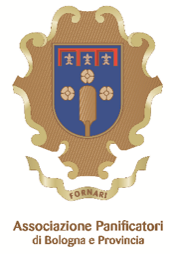 FORNARI
Associazione Panificatori
di Bologna e Provincia